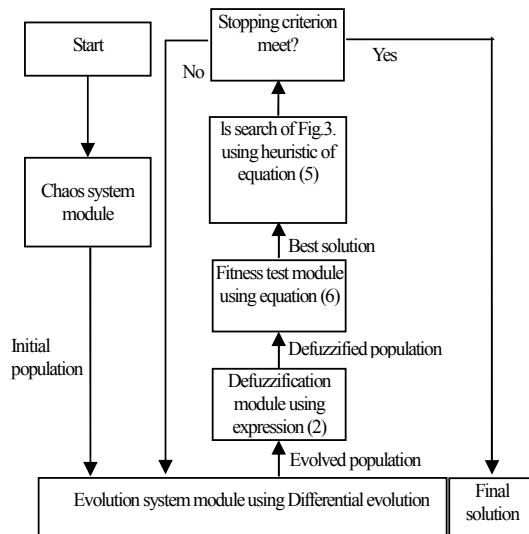 Start
Stopping criterion
meet?
No
Yes
ls search of Fig.3.
using heuristic of
equation (5)
Chaos system
module
Best solution
Fitness test module
using equation (6)
Initial
population
Defuzzified population
Defuzzification
module using
expression (2)
Evolved population
Evolution system module using Differential evolution
Final
solution